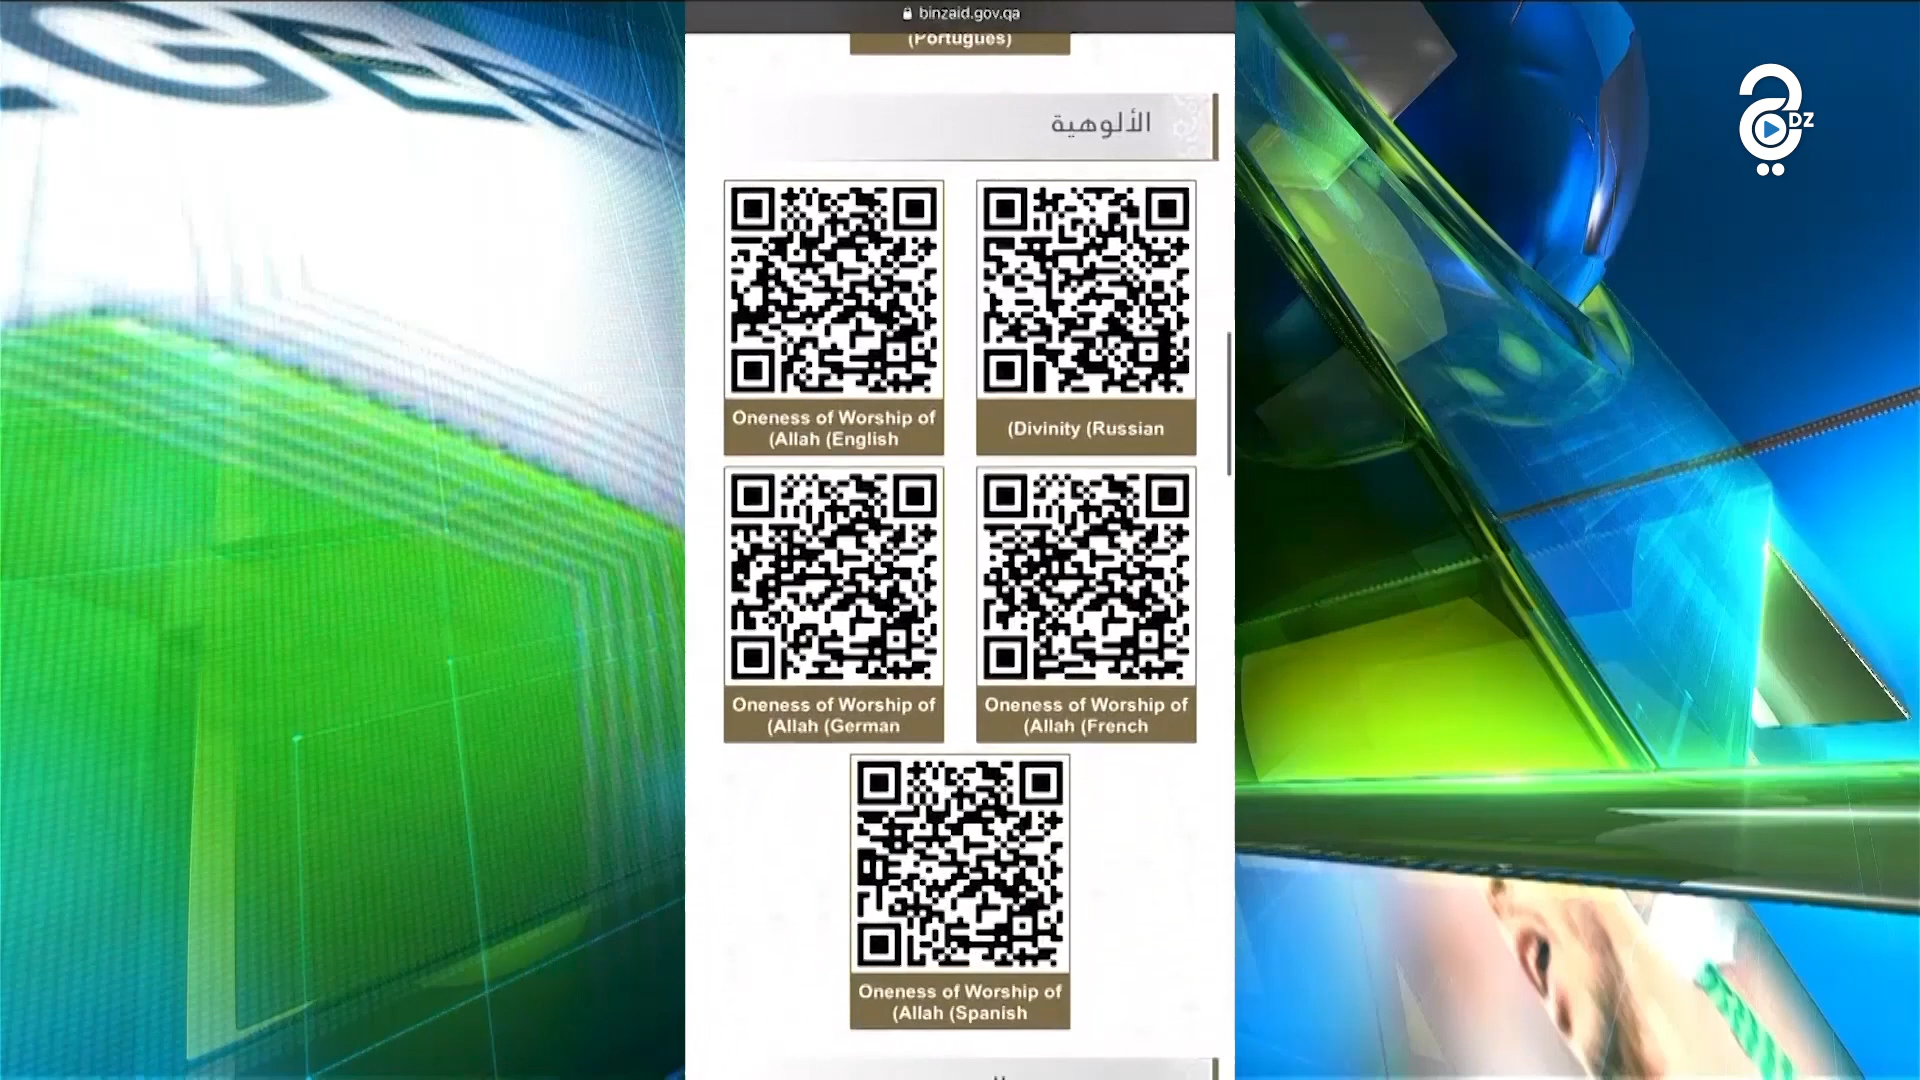 binzaid.gov.qa
(Portugues)
الألوهية
Oneness of Worship of
(Allah (English
(Divinity (Russian
Oneness of Worship of
(Allah (German
Oneness of Worship of
(Allah (French
Oneness of Worship of
(Allah (Spanish
DZ